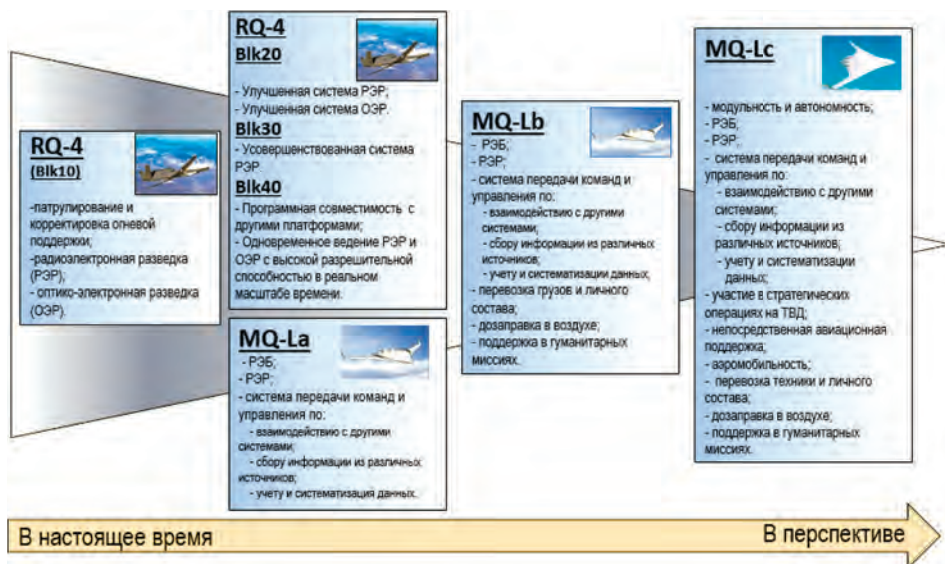 RQ-4
(Blk10)
-патрулирование и
корректировка огневой
поддержки;
-радиоэлектронная разведка
(РЭР);
- оптико-электронная разведка
(ОЭР).
RQ-4
Blk20
- Улучшенная система РЭР;
- Улучшенная система ОЭР.
Blk30
- Усовершенствованная система
РЭР
Blk40
- Программная совместимость с
другими платформами;
- Одновременное ведение РЭР и
ОЭР с высокой разрешительной
способностью в реальном
масштабе времени.
MQ-La
- РЭБ;
- РЭР;
- система передачи команд и
управления по:
- взаимодействию с другими
системами;
- сбору информации из различных
источников;
- учету и систематизация данных.
MQ-Lb
- РЭБ;
- РЭР;
- система передачи команд и
управления по:
- взаимодействию с другими
системами;
- сбору информации из различных
источников;
- учету и систематизации данных;
- перевозка грузов и личного
состава;
- дозаправка в воздухе;
- поддержка в гуманитарных
миссиях.
MQ-Lc
- модульность и автономность;
- РЭБ;
- РЭР;
- система передачи команд и
управления по:
- взаимодействию с другими
системами;
- сбору информации из
различных источников;
- учету и систематизации
данных;
- участие в стратегических
операциях на ТВД;
- непосредственная авиационная
поддержка;
- аэромобильность;
- перевозка техники и личного
состава;
- дозаправка в воздухе;
- поддержка в гуманитарных
миссиях.
В настоящее время
В перспективе